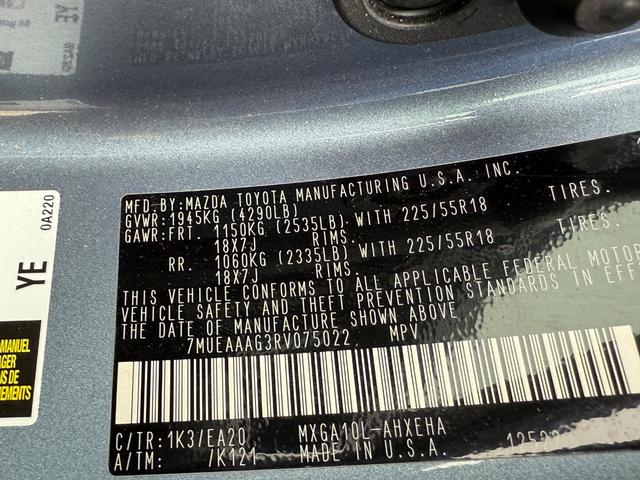 0A220
YE
MANUEL
MFD.BY:MAZDA TOYOTA MANUFACTURING U.S.A. INC.
GVWR:1945KG (4290LB)
GAWR:FRT. 1150KG (2535LB) WITH 225/55R18 TIRES.
18X7J RIMS.
RR. 1060KG (2335LB) WITH 225/55R18 TIRES.
18X7J RIMS.
THIS VEHICLE CONFORMS TO ALL APPLICABLE FEDERAL MOTOR
VEHICLE SAFETY AND THEFT PREVENTION STANDARDS IN EFF
THE DATE OF MANUFACTURE SHOWN ABOVE
7MUEAAAG3RV075022 MPV
C/TR:1K3/EA20 MXGA10L-AHXEHA
A/TM: /K121 MADE IN U.S.A.